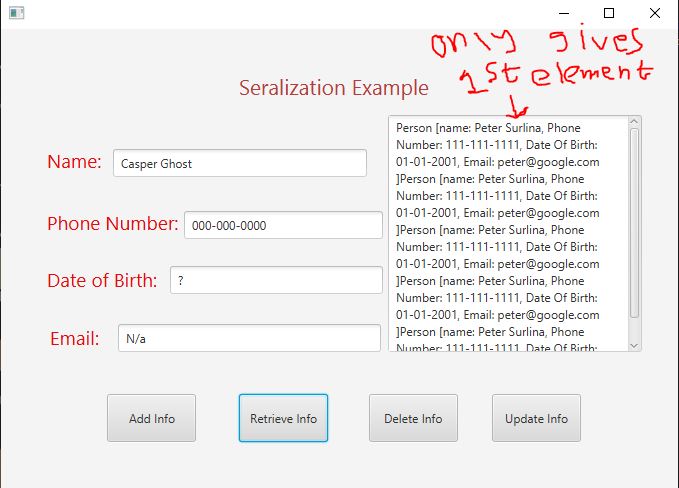 only gives
1st element
Seralization Example
Name:
Casper Ghost
Phone Number:
000-000-0000
Date of Birth:
?
Email:
N/a
Person [name: Peter Surlina, Phone
Number: 111-111-1111, Date Of Birth:
01-01-2001, Email: peter@google.com
]Person [name: Peter Surlina, Phone
Number: 111-111-1111, Date Of Birth:
01-01-2001, Email: peter@google.com
]Person [name: Peter Surlina, Phone
Number: 111-111-1111, Date Of Birth:
01-01-2001, Email: peter@google.com
]Person [name: Peter Surlina, Phone
Number: 111-111-1111, Date Of Birth:
01-01-2001, Email: peter@google.com
]Person [name: Peter Surlina, Phone
Number: 111-111-1111, Date Of Birth:
Add Info
Retrieve Info
Delete Info
Update Info